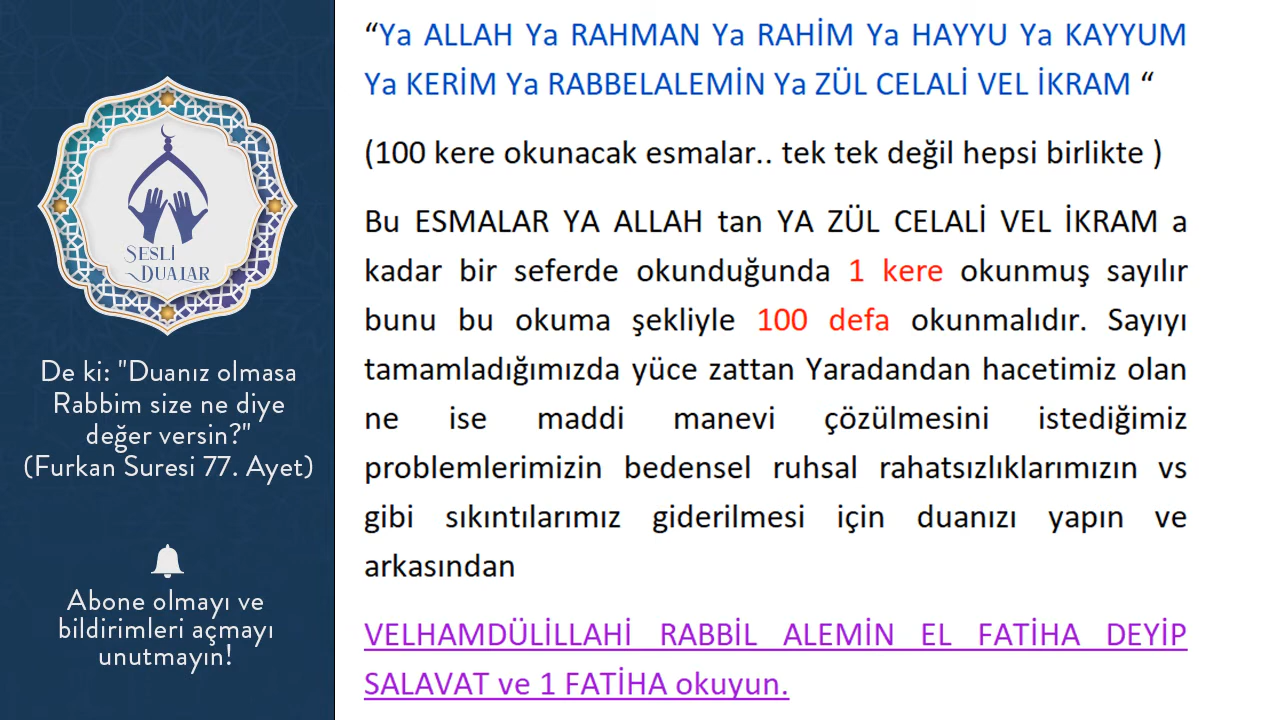 SESLİ
DUALAR
De ki: "Duanız olmasa
Rabbim size ne diye
değer versin?"
(Furkan Suresi 77. Ayet)
Abone olmayı ve
bildirimleri açmayı
unutmayın!
“Ya ALLAH Ya RAHMAN Ya RAHİM Ya HAYYU Ya KAYYUM
Ya KERİM Ya RABBELALEMİN Ya ZÜL CELALİ VEL İKRAM “
(100 kere okunacak esmalar.. tek tek değil hepsi birlikte )
Bu ESMALAR YA ALLAH tan YA ZÜL CELALİ VEL İKRAM a
kadar bir seferde okunduğunda 1 kere okunmuş sayılır
bunu bu okuma şekliyle 100 defa okunmalıdır. Sayıyı
tamamladığımızda yüce zattan Yaradandan hacetimiz olan
ne ise maddi manevi çözülmesini istediğimiz
problemlerimizin bedensel ruhsal rahatsızlıklarımızın vs
gibi sıkıntılarımız giderilmesi için duanızı yapın ve
arkasından
VELHAMDÜLİLLAHİ RABBİL ALEMİN EL FATİHA DEYİP
SALAVAT ve 1 FATİHA okuyun.